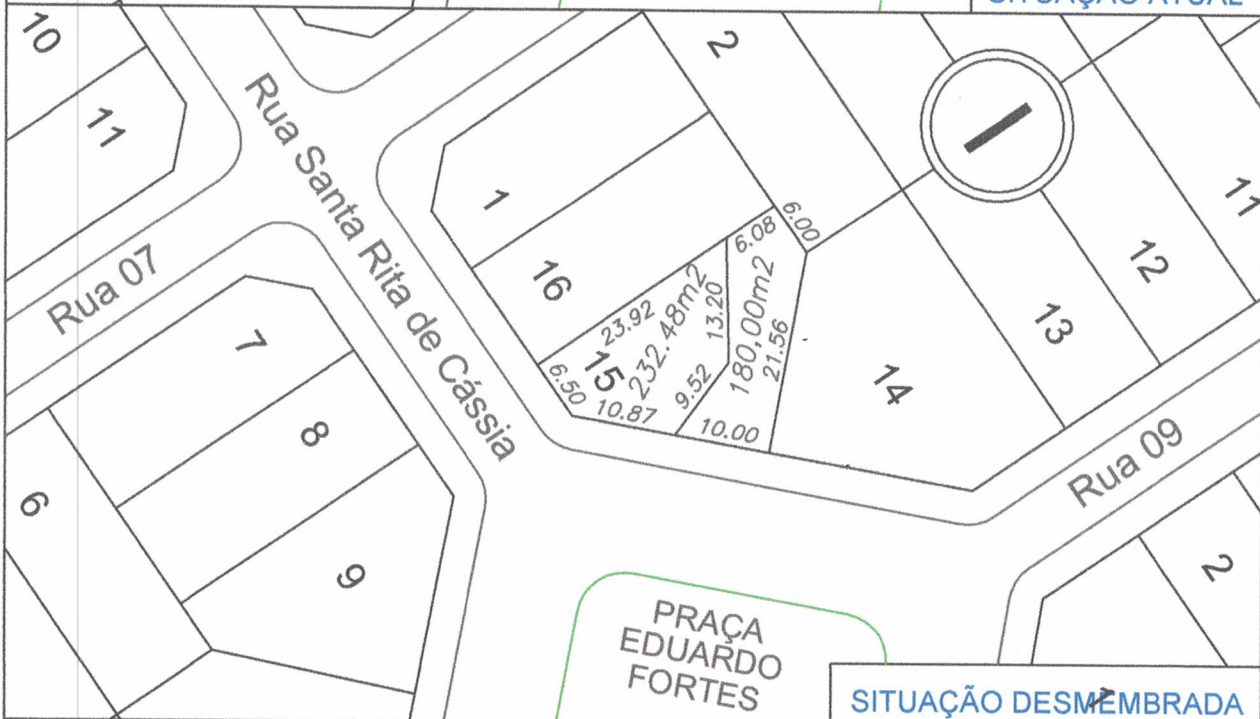 SITUAÇÃO ATUAL
10
11
2
Rua Santa Rita de Cássia
1
16
6.00
6.08
11
12
13
Rua 07
23.92
232.48m2
13.20
180,00m2
21.56
15
6.50
10.87
9.52
10.00
14
7
8
9
6
Rua 09
2
PRAÇA
EDUARDO
FORTES
SITUAÇÃO DESMEMBRADA